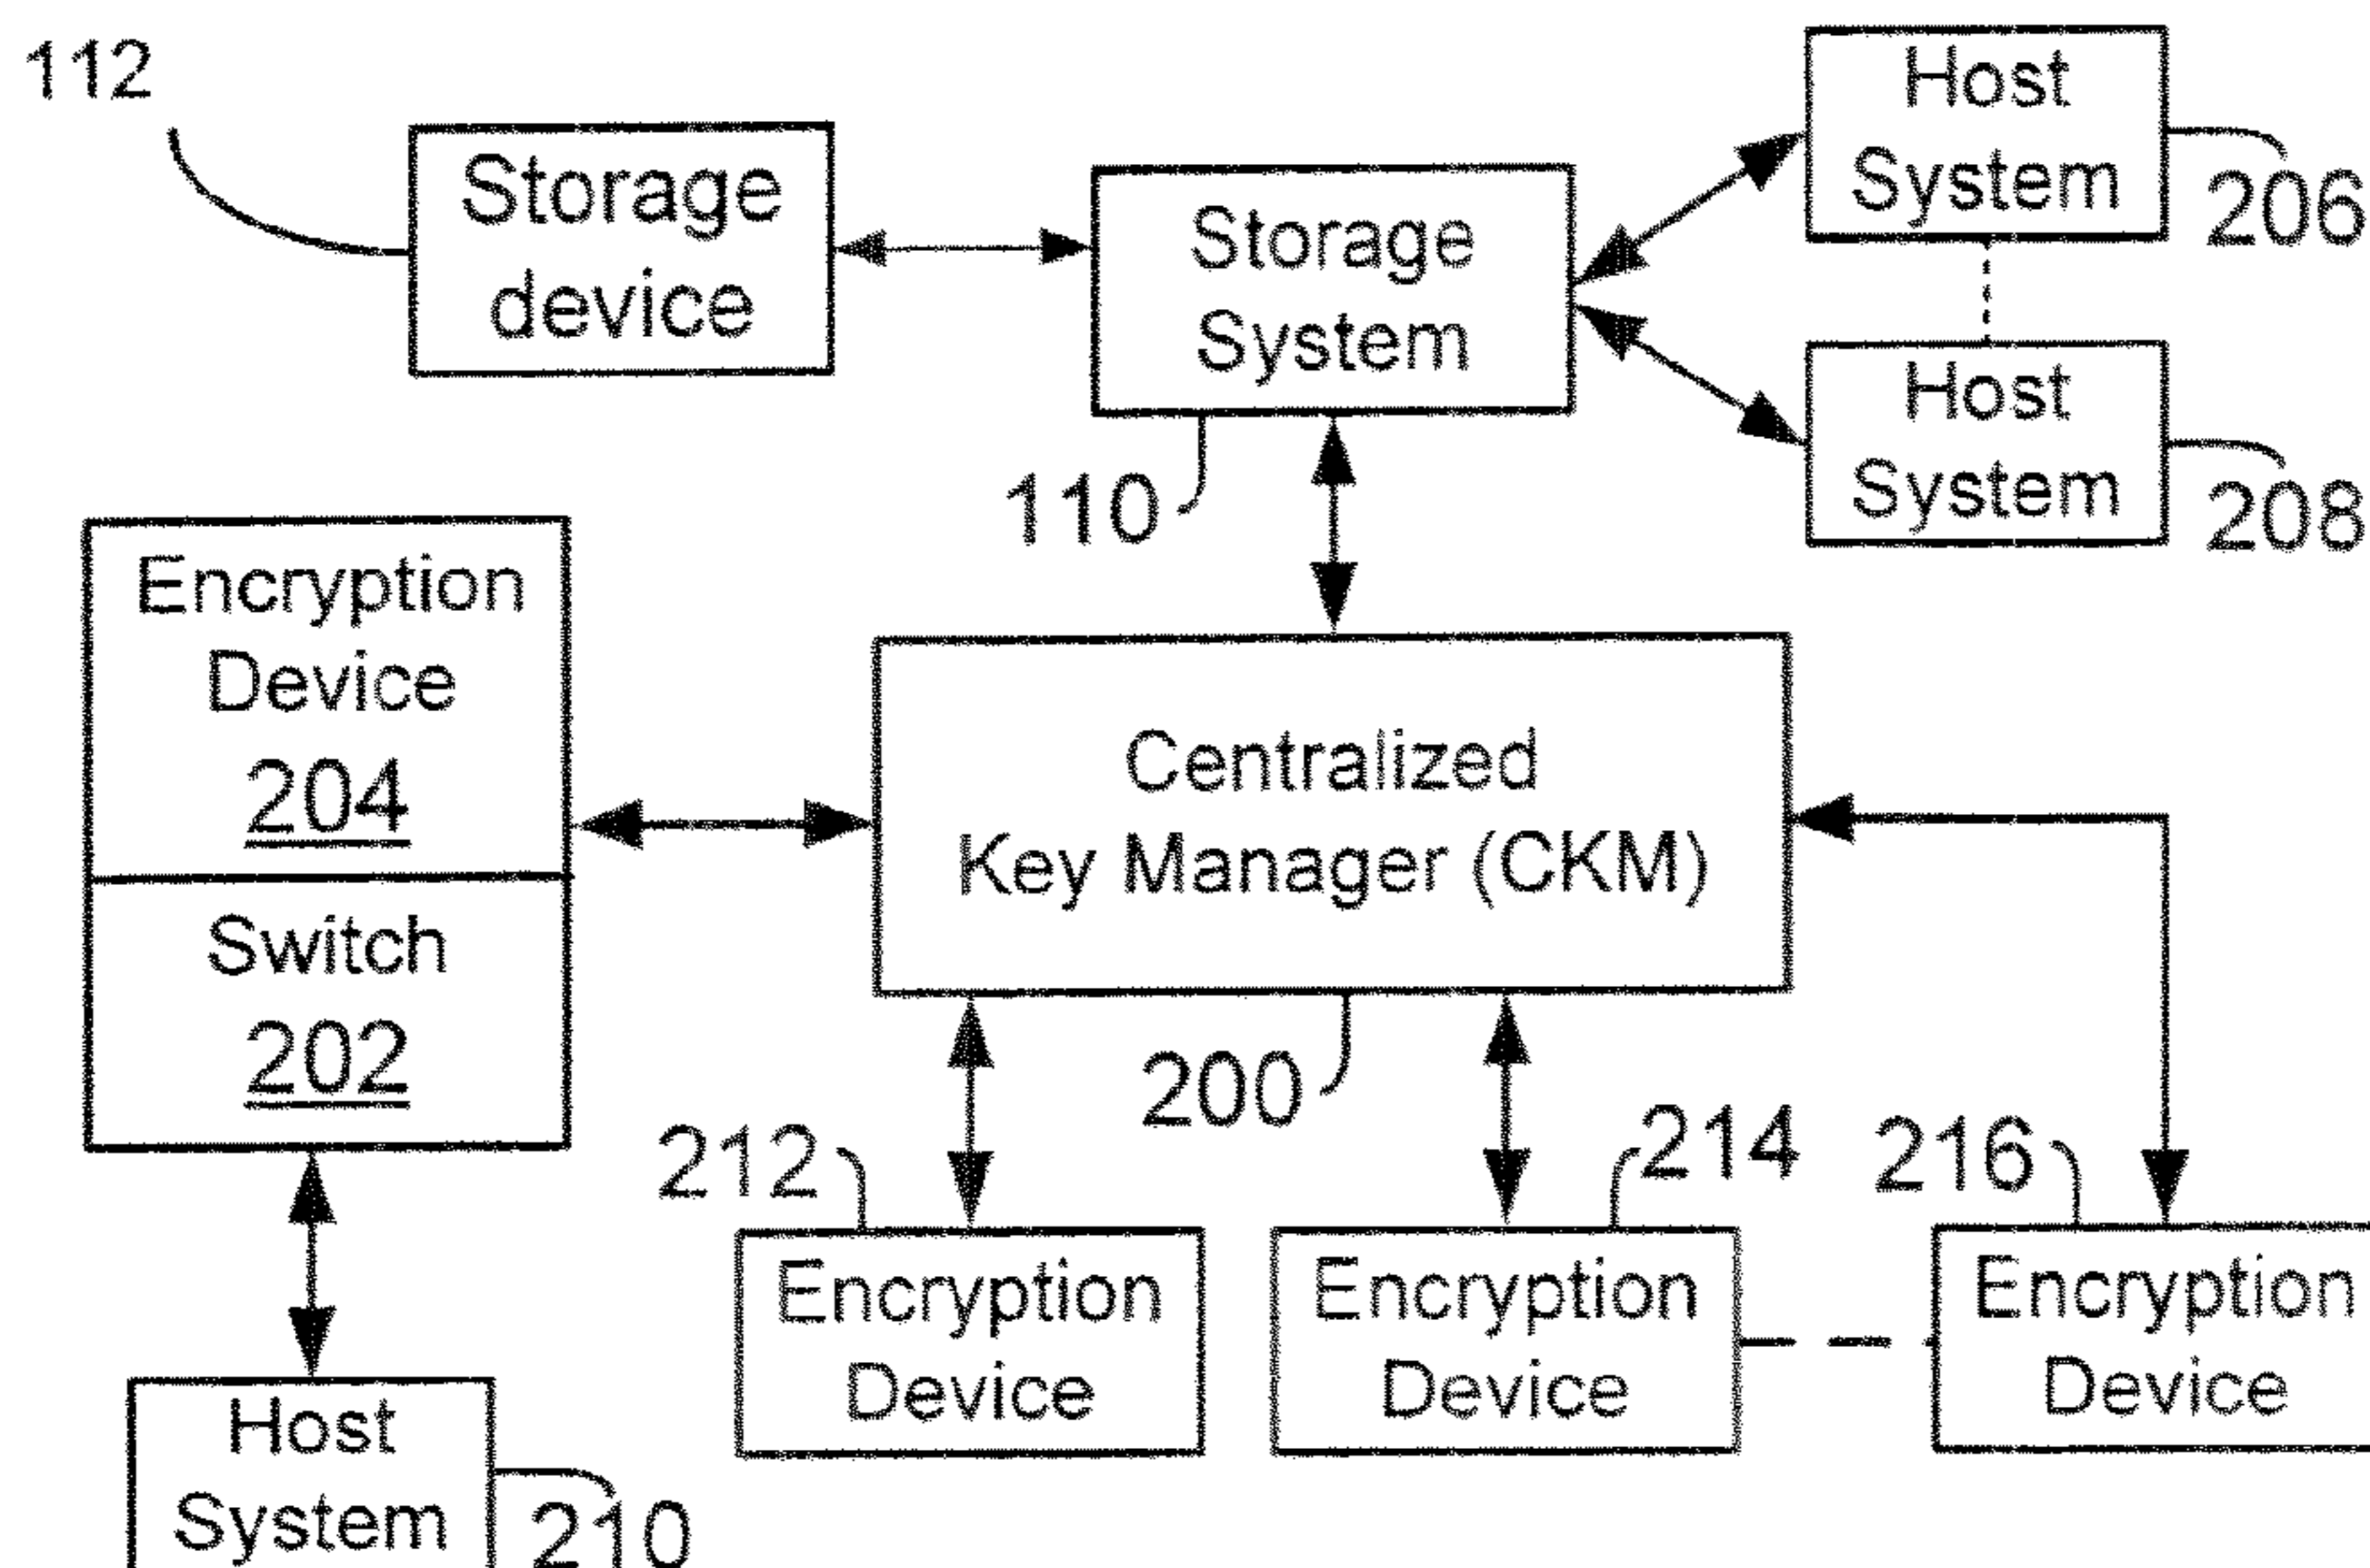 112
Storage
device
Storage
System
110
Host
System
206
Host
System
208
Encryption
Device
204
Switch
202
Centralized
Key Manager (CKM)
200
212
Encryption
Device
214
Encryption
Device
216
Encryption
Device
Host
System
210